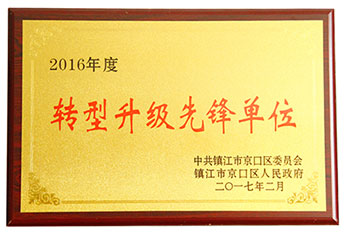 2016年度
转型升级先锋单位
中共镇江市京口区委员会
镇江市京口区人民政府
二〇一七年二月